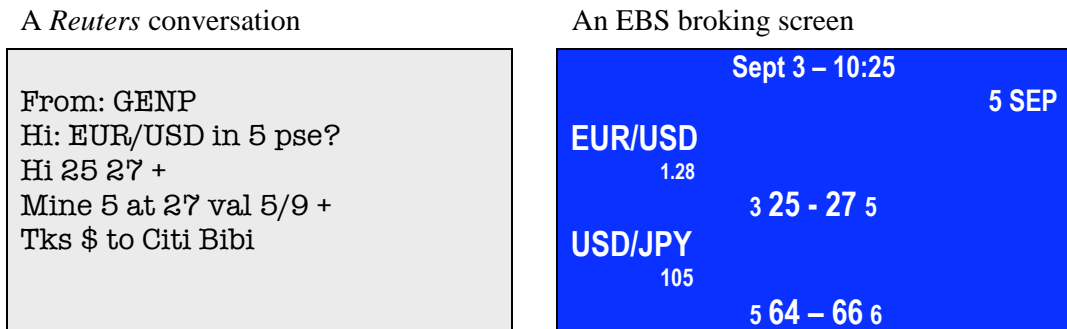 A Reuters conversation
From: GENP
Hi: EUR/USD in 5 pse?
Hi 25 27 +
Mine 5 at 27 val 5/9 +
Tks $ to Citi Bibi
An EBS broking screen
Sept 3 – 10:25
5 SEP
EUR/USD
1.28
3 25 - 27 5
USD/JPY
105
5 64 – 66 6